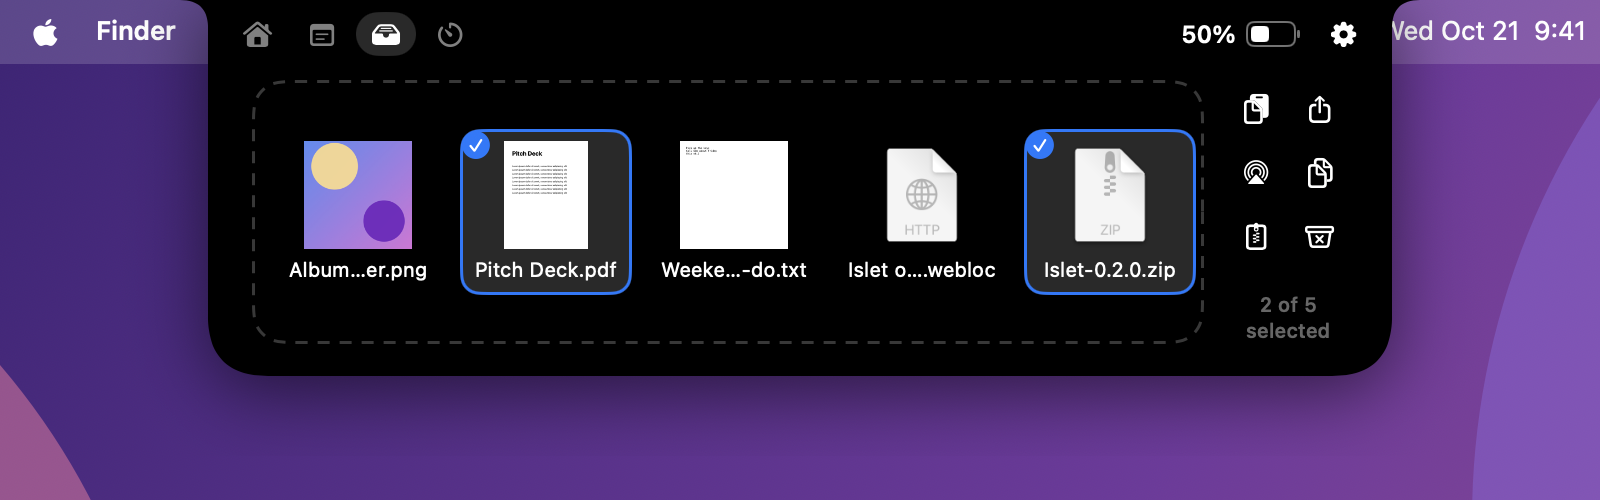 Finder
50%
Wed Oct 21 9:41
Pitch Deck
HTTP
ZIP
Album...er.png
Pitch Deck.pdf
Weeke...-do.txt
Islet o....webloc
Islet-0.2.0.zip
2 of 5
selected